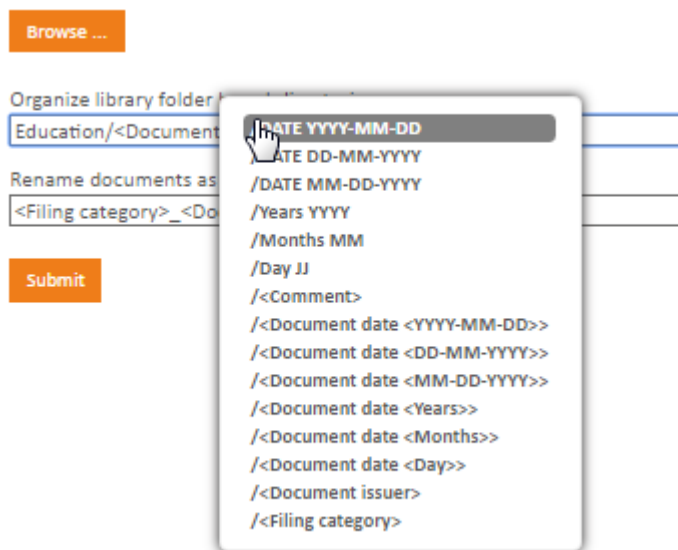 Browse ...
Organize library folder
Education/<Document
/DATE YYYY-MM-DD
/DATE DD-MM-YYYY
/DATE MM-DD-YYYY
/Years YYYY
/Months MM
/Day JJ
/<Comment>
/<Document date <YYYY-MM-DD>>
/<Document date <DD-MM-YYYY>>
/<Document date <MM-DD-YYYY>>
/<Document date <Years>>
/<Document date <Months>>
/<Document date <Day>>
/<Document issuer>
/<Filing category>
Rename documents as
<Filing category>_<Do
Submit